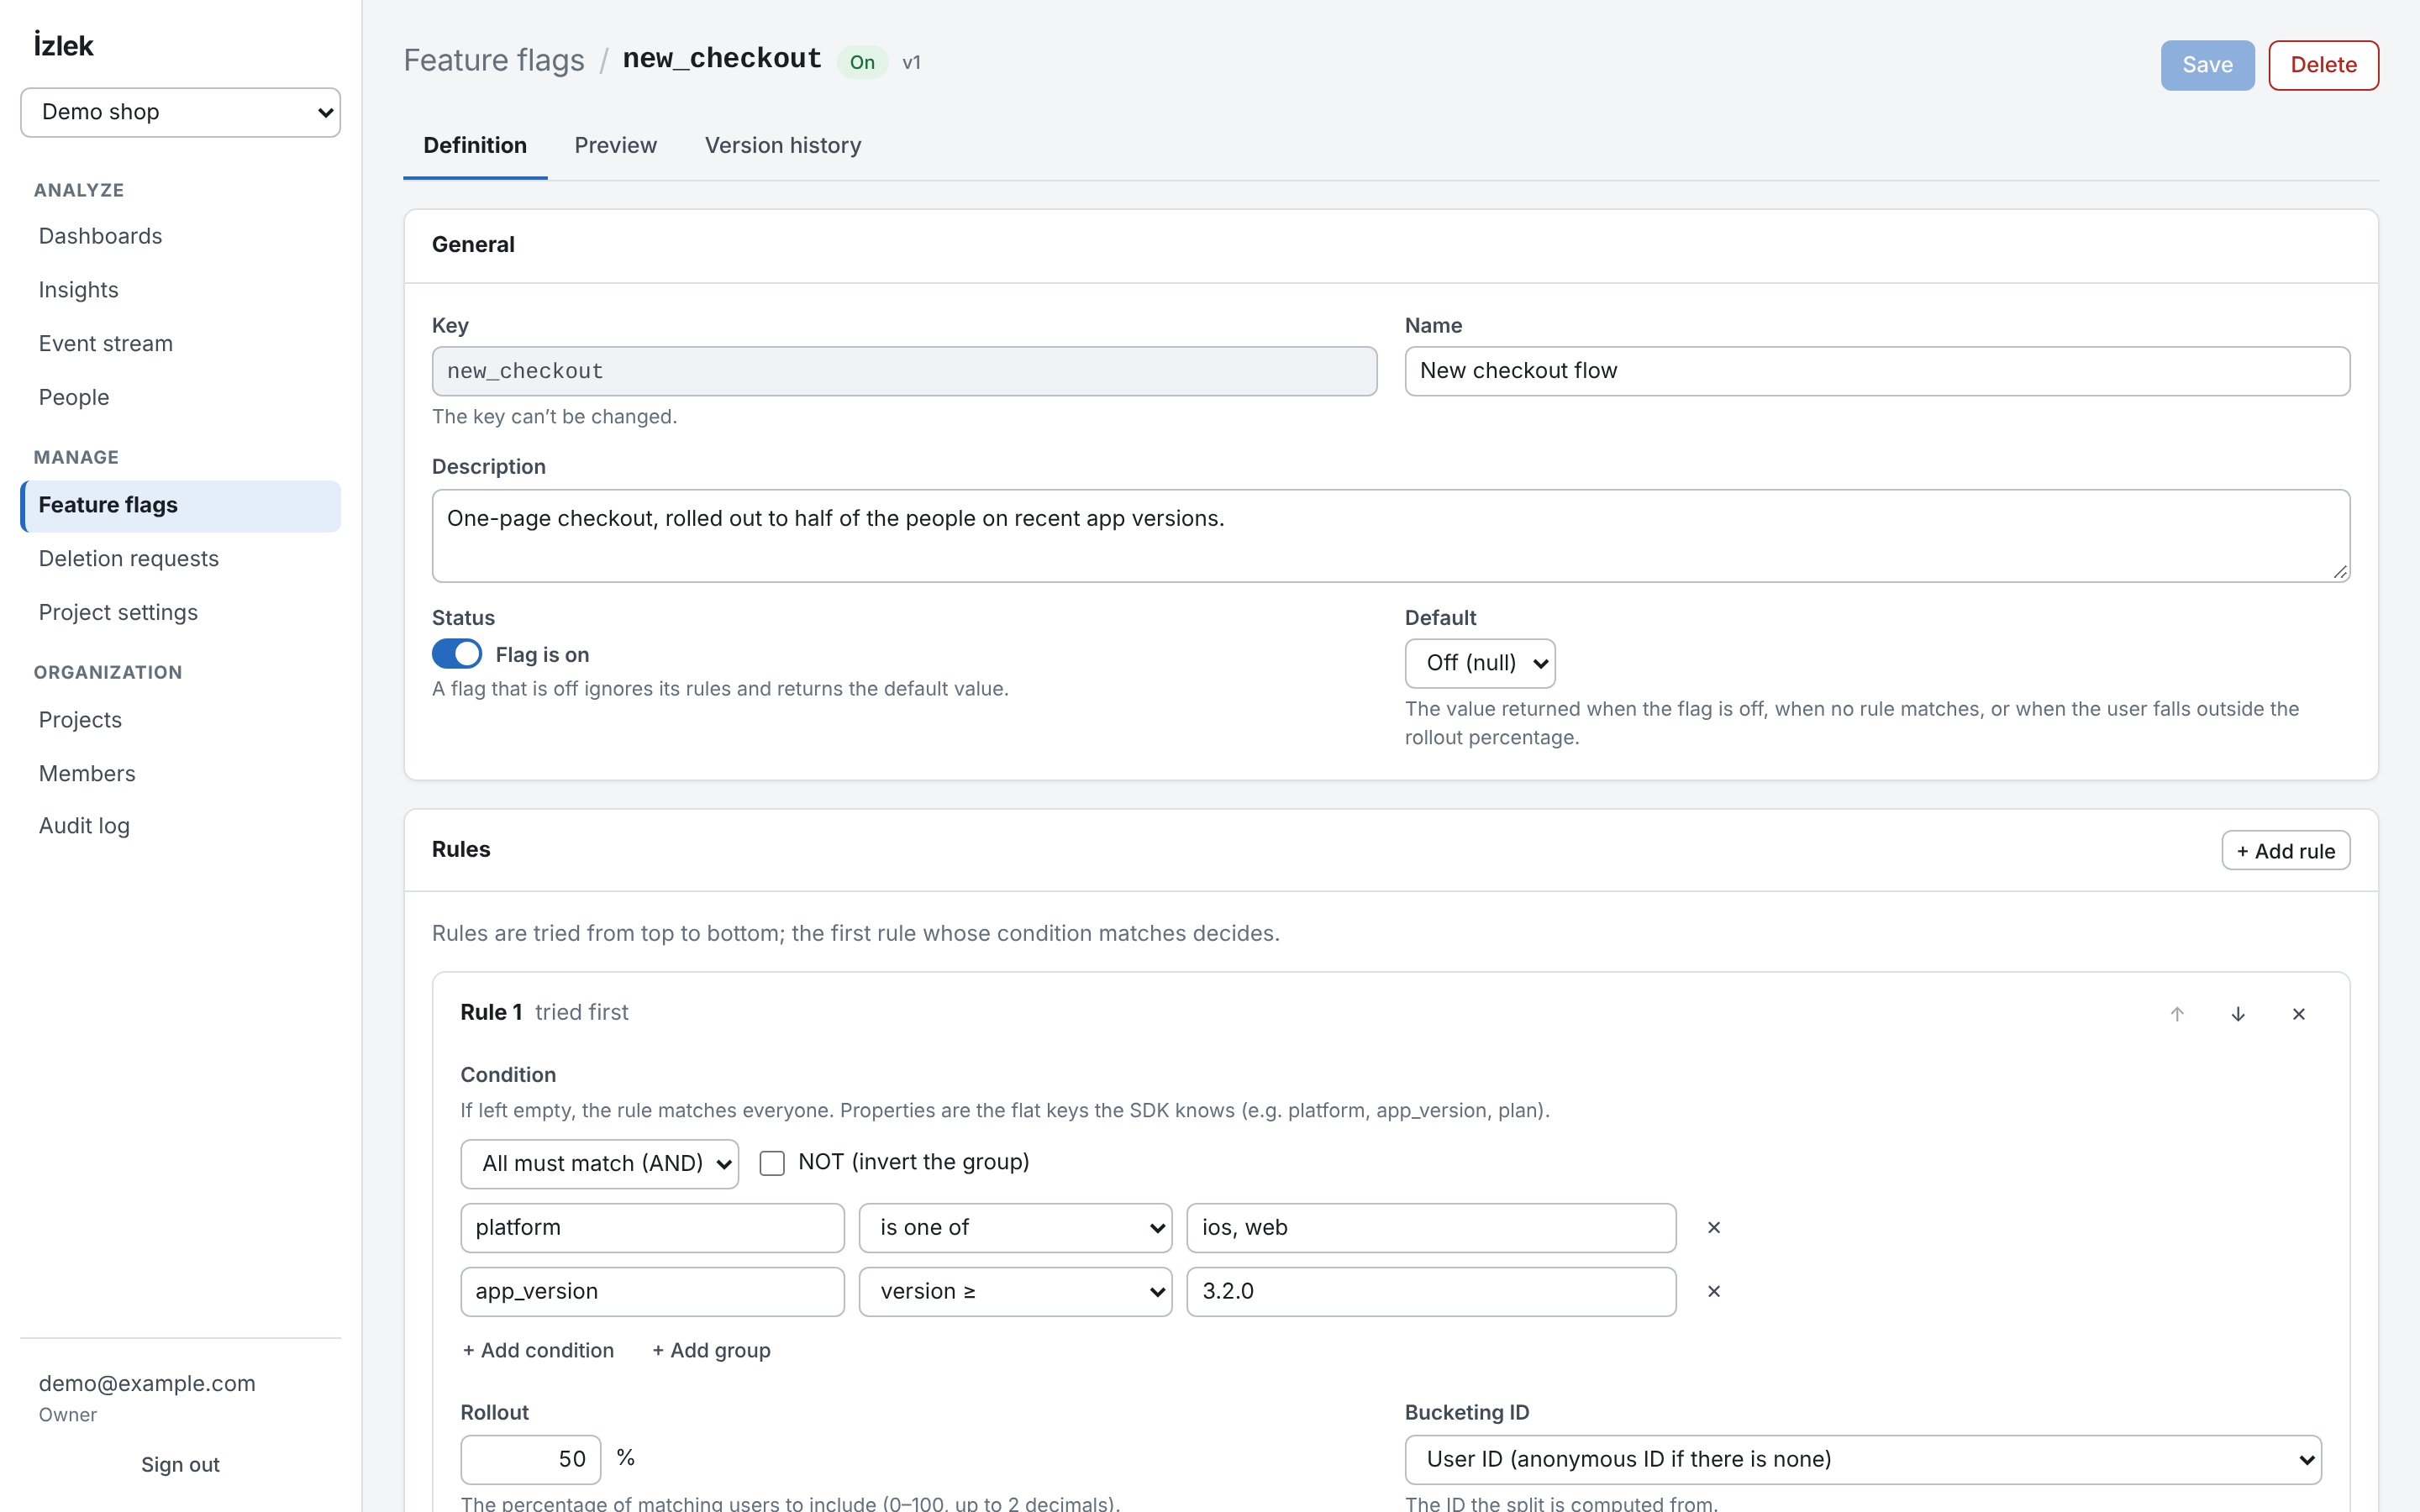 İzlek
Demo shop
ANALYZE
Dashboards
Insights
Event stream
People
MANAGE
Feature flags
Deletion requests
Project settings
ORGANIZATION
Projects
Members
Audit log
demo@example.com
Owner
Sign out
Feature flags / new_checkout On v1
Save Delete
Definition Preview Version history
General
Key
new_checkout
The key can’t be changed.
Name
New checkout flow
Description
One-page checkout, rolled out to half of the people on recent app versions.
Status
Flag is on
A flag that is off ignores its rules and returns the default value.
Default
Off (null)
The value returned when the flag is off, when no rule matches, or when the user falls outside the
rollout percentage.
Rules
+ Add rule
Rules are tried from top to bottom; the first rule whose condition matches decides.
Rule 1 tried first
↑ ↓ ×
Condition
If left empty, the rule matches everyone. Properties are the flat keys the SDK knows (e.g. platform, app_version, plan).
All must match (AND) NOT (invert the group)
platform is one of ios, web ×
app_version version ≥ 3.2.0 ×
+ Add condition + Add group
Rollout
50 %
The percentage of matching users to include (0–100, up to 2 decimals).
Bucketing ID
User ID (anonymous ID if there is none)
The ID the split is computed from.